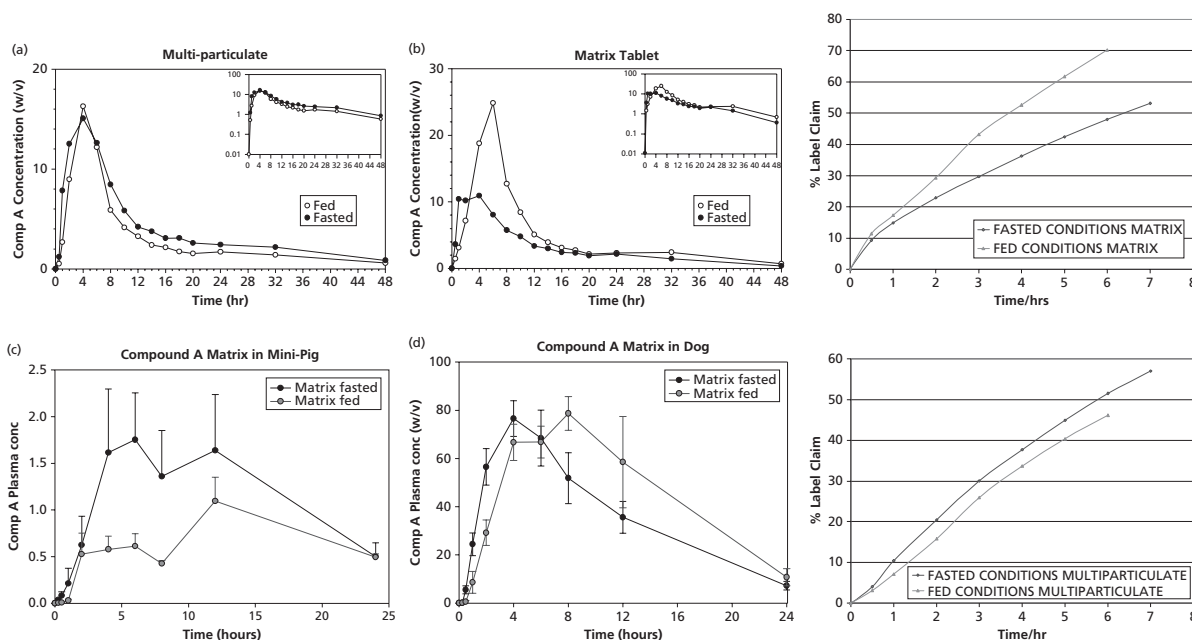 (a)
Multi-particulate
Comp A Concentration (w/v)
20
10
0
0 4 8 12 16 20 24 28 32 36 40 44 48
Time (hr)
100
10
1
0.1
0.01
0 4 8 12 16 20 24 28 32 36 40 44 48
Fed
Fasted
(b)
Matrix Tablet
Comp A Concentration(w/v)
30
20
10
0
0 4 8 12 16 20 24 28 32 36 40 44 48
Time (hr)
100
10
1
0.1
0.01
0 4 8 12 16 20 24 28 32 36 40 44 48
Fed
Fasted
% Label Claim
80
70
60
50
40
30
20
10
0
0 1 2 3 4 5 6 7 8
Time/hrs
FASTED CONDITIONS MATRIX
FED CONDITIONS MATRIX
(c)
Compound A Matrix in Mini-Pig
Comp A Plasma conc
2.5
2.0
1.5
1.0
0.5
0.0
0 5 10 15 20 25
Time (hours)
Matrix fasted
Matrix fed
(d)
Compound A Matrix in Dog
Comp A Plasma conc (w/v)
100
80
60
40
20
0
0 4 8 12 24
Time (hours)
Matrix fasted
Matrix fed
% Label Claim
60
50
40
30
20
10
0
0 1 2 3 4 5 6 7 8
Time/hr
FASTED CONDITIONS MULTIPARTICULATE
FED CONDITIONS MULTIPARTICULATE